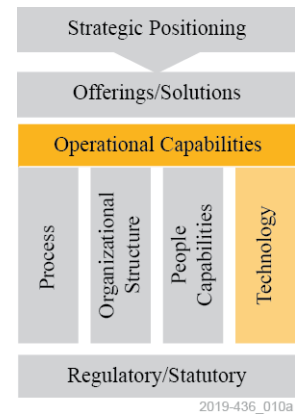 Strategic Positioning
Offerings/Solutions
Operational Capabilities
Process
Organizational
Structure
People
Capabilities
Technology
Regulatory/Statutory
2019-436_010a